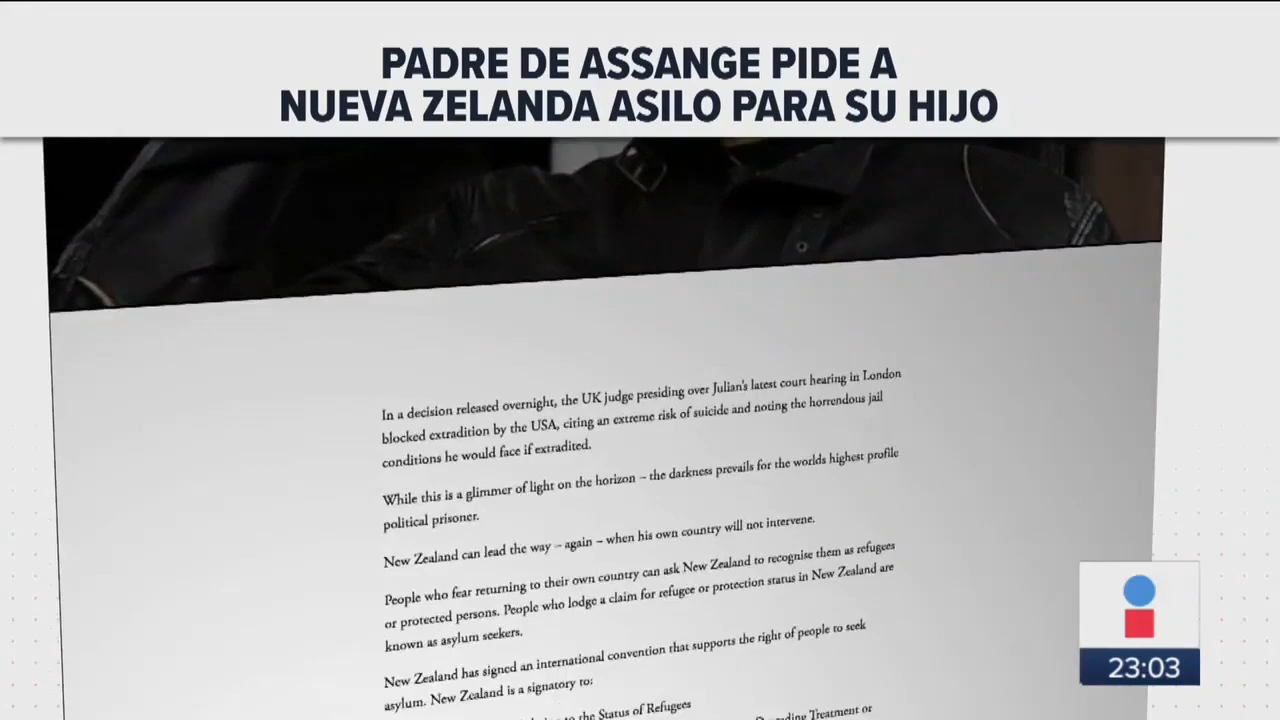 PADRE DE ASSANGE PIDE A
NUEVA ZELANDA ASILO PARA SU HIJO
In a decision released overnight, the UK judge presiding over Julian's latest court hearing in London
blocked extradition by the USA, citing an extreme risk of suicide and noting the horrendous jail
conditions he would face if extradited.
While this is a glimmer of light on the horizon – the darkness prevails for the worlds highest profile
political prisoner.
New Zealand can lead the way – again – when his own country will not intervene.
People who fear returning to their own country can ask New Zealand to recognise them as refugees
or protected persons. People who lodge a claim for refugee or protection status in New Zealand are
known as asylum seekers.
New Zealand has signed an international convention that supports the right of people to seek
asylum. New Zealand is a signatory to:
to the Status of Refugees
Treatment or
23:03